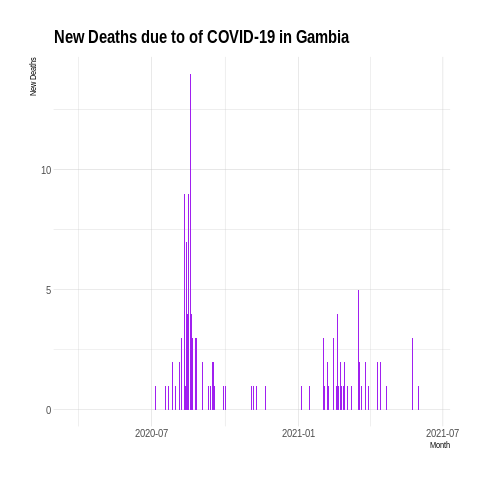 New Deaths due to of COVID-19 in Gambia
New Deaths
10
5
0
2020-07
2021-01
2021-07
Month